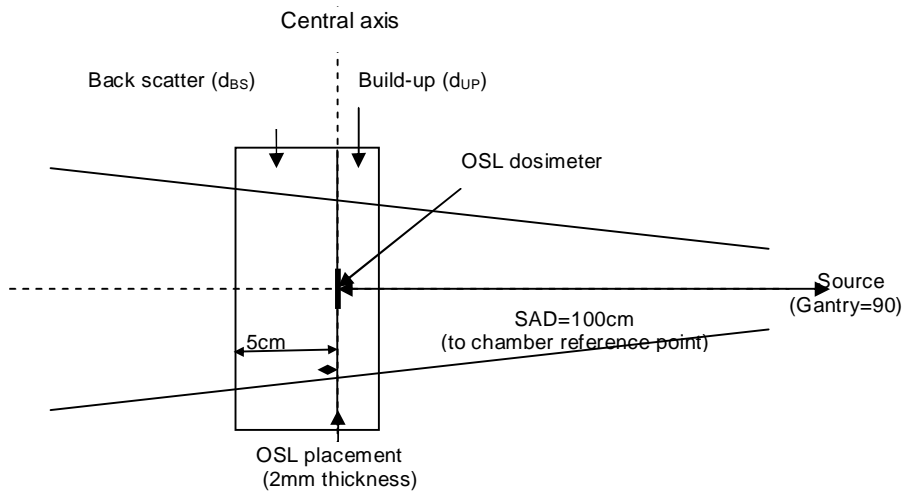 Central axis
Back scatter (dBS)
Build-up (dUP)
OSL dosimeter
Source
(Gantry=90)
SAD=100cm
(to chamber reference point)
5cm
OSL placement
(2mm thickness)